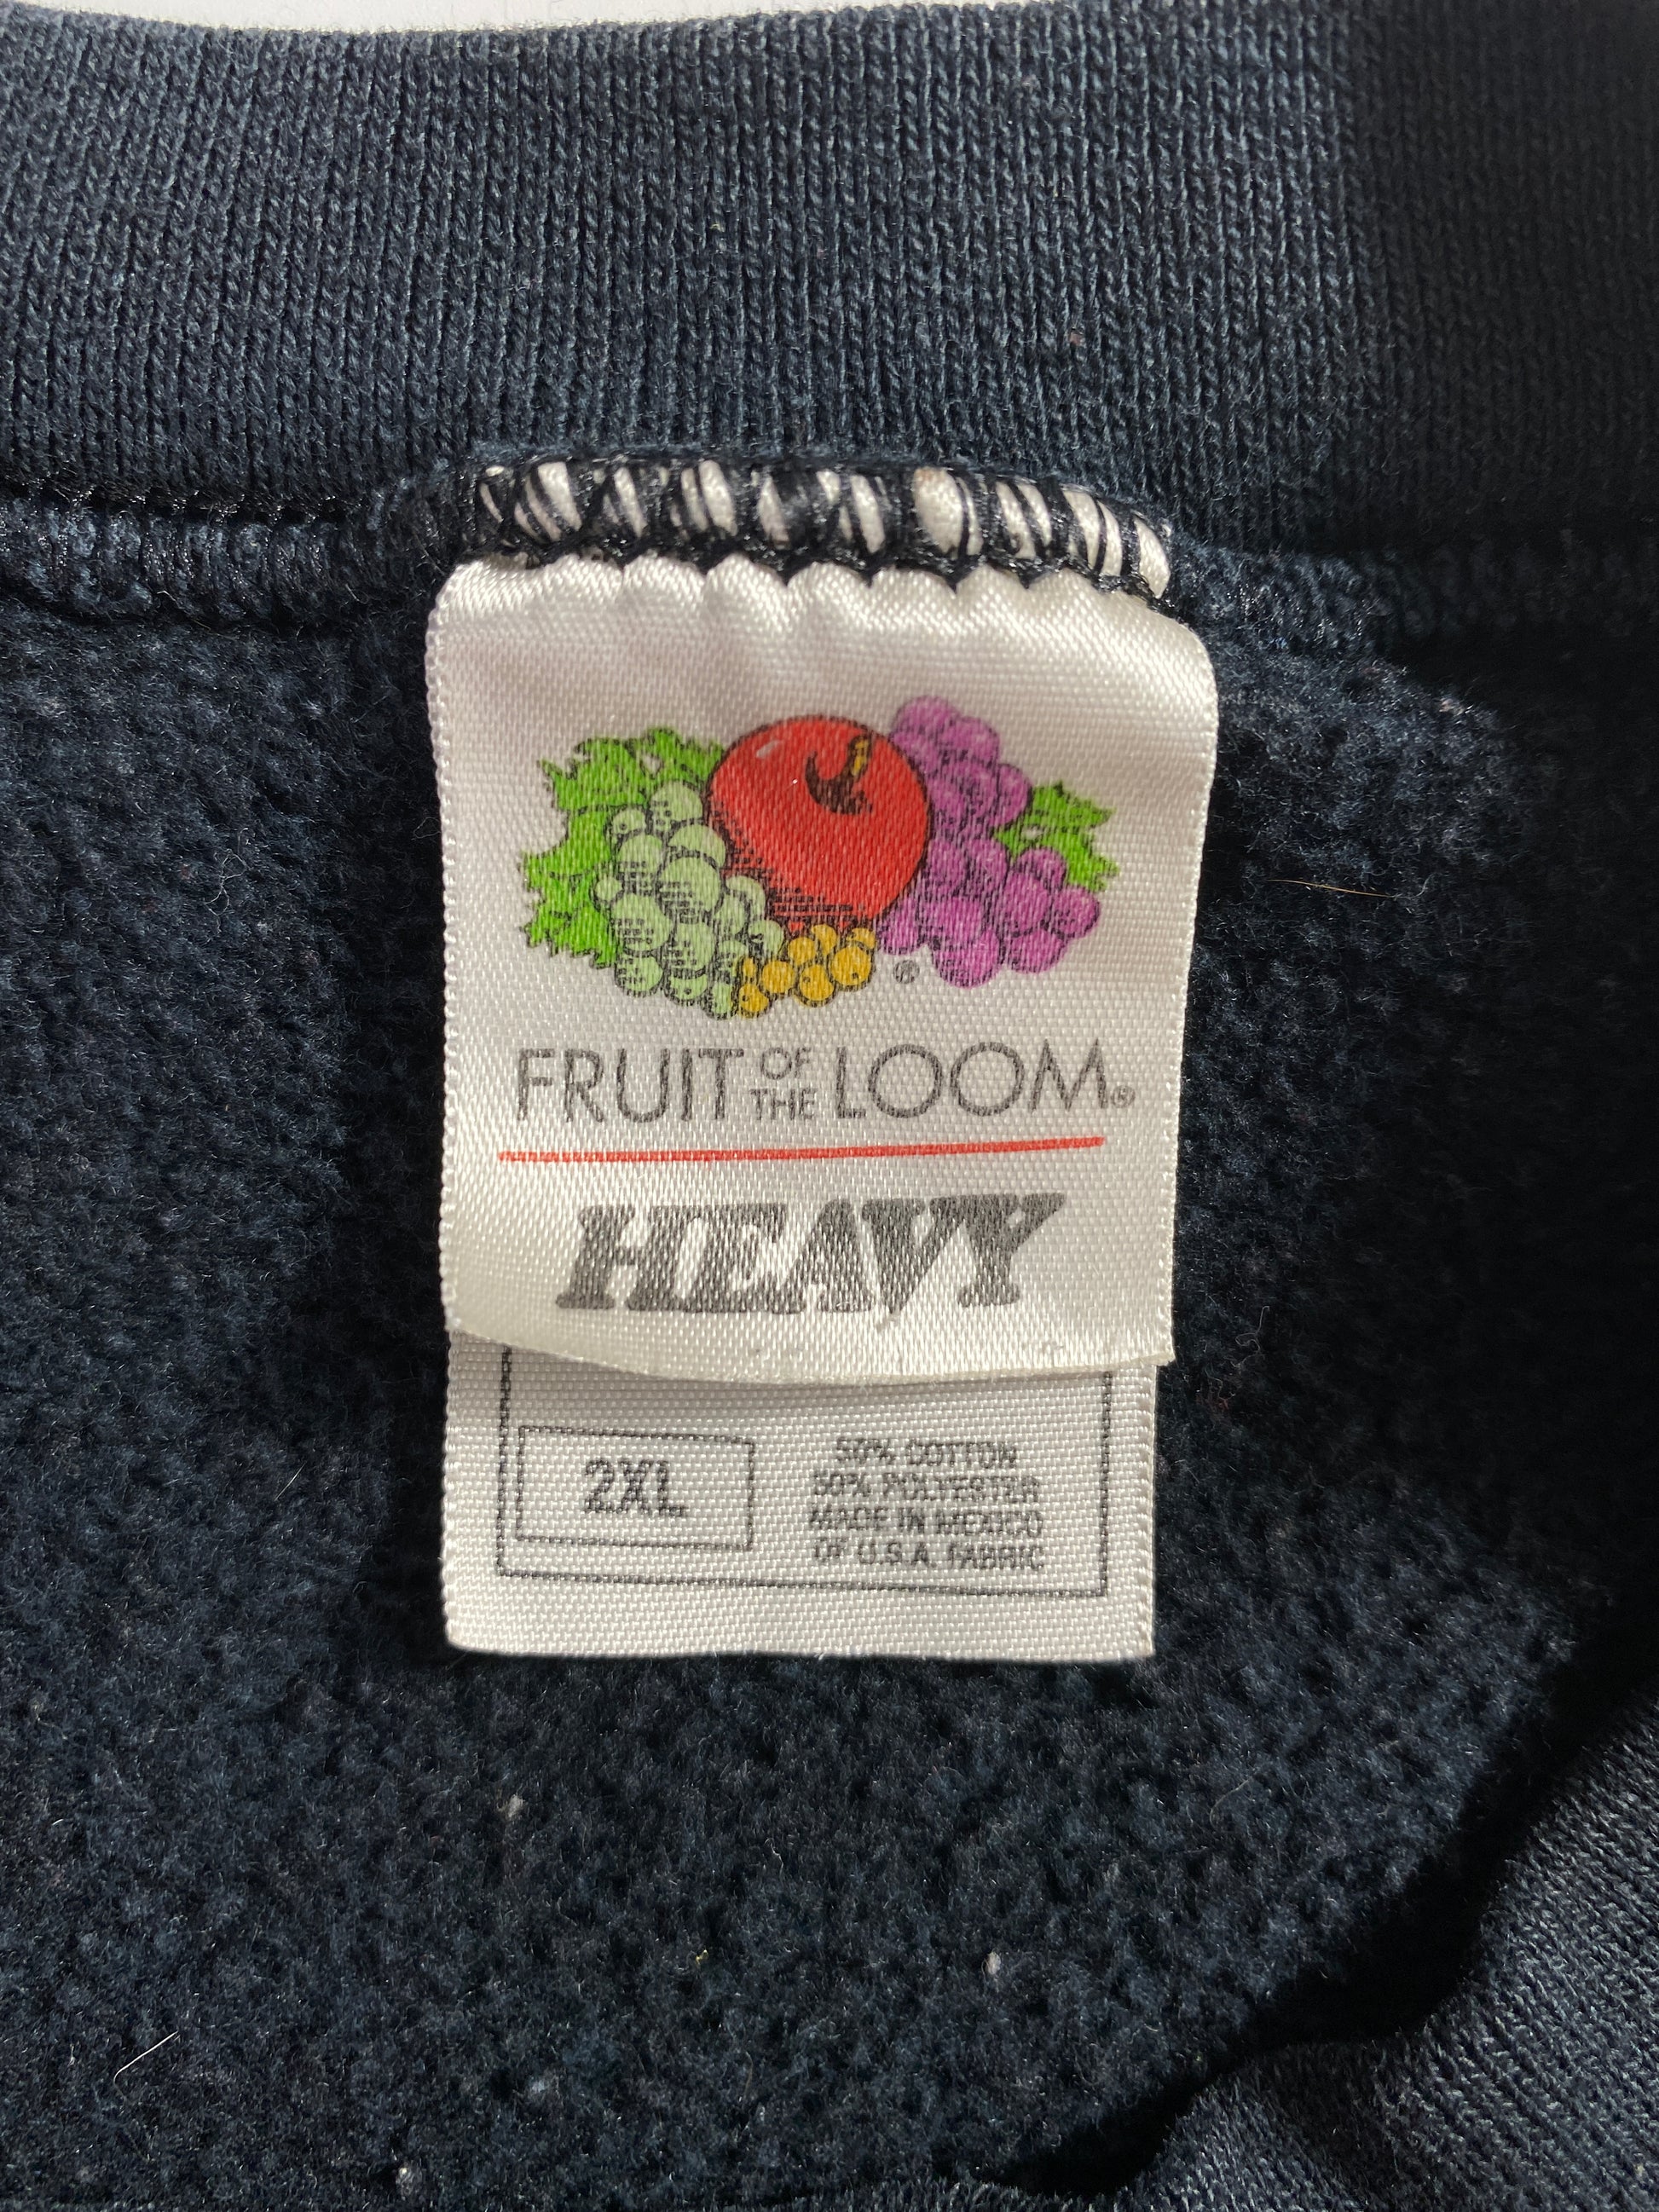 ®
FRUIT OF THE LOOM®
HEAVY
2XL
50% COTTON
50% POLYESTER
MADE IN MEXICO
OF U.S.A. FABRIC